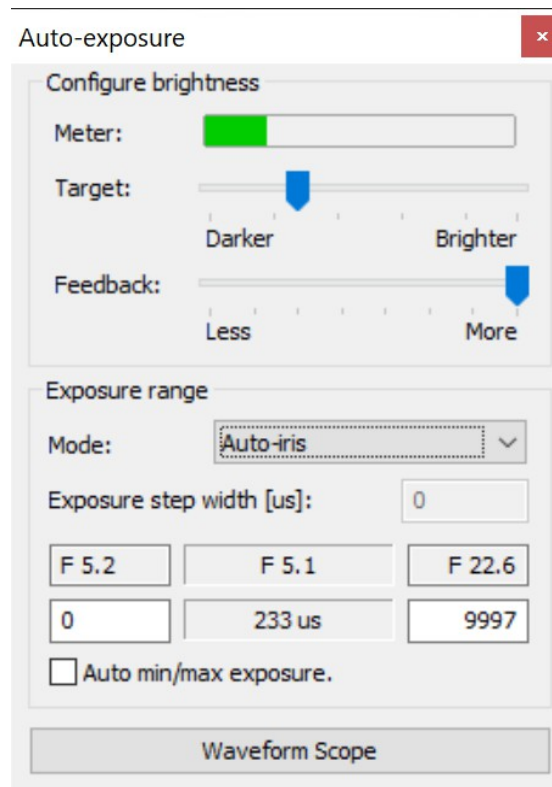 Auto-exposure
Configure brightness
Meter:
Target:
Darker Brighter
Feedback:
Less More
Exposure range
Mode: Auto-iris
Exposure step width [us]: 0
F 5.2 F 5.1 F 22.6
0 233 us 9997
Auto min/max exposure.
Waveform Scope